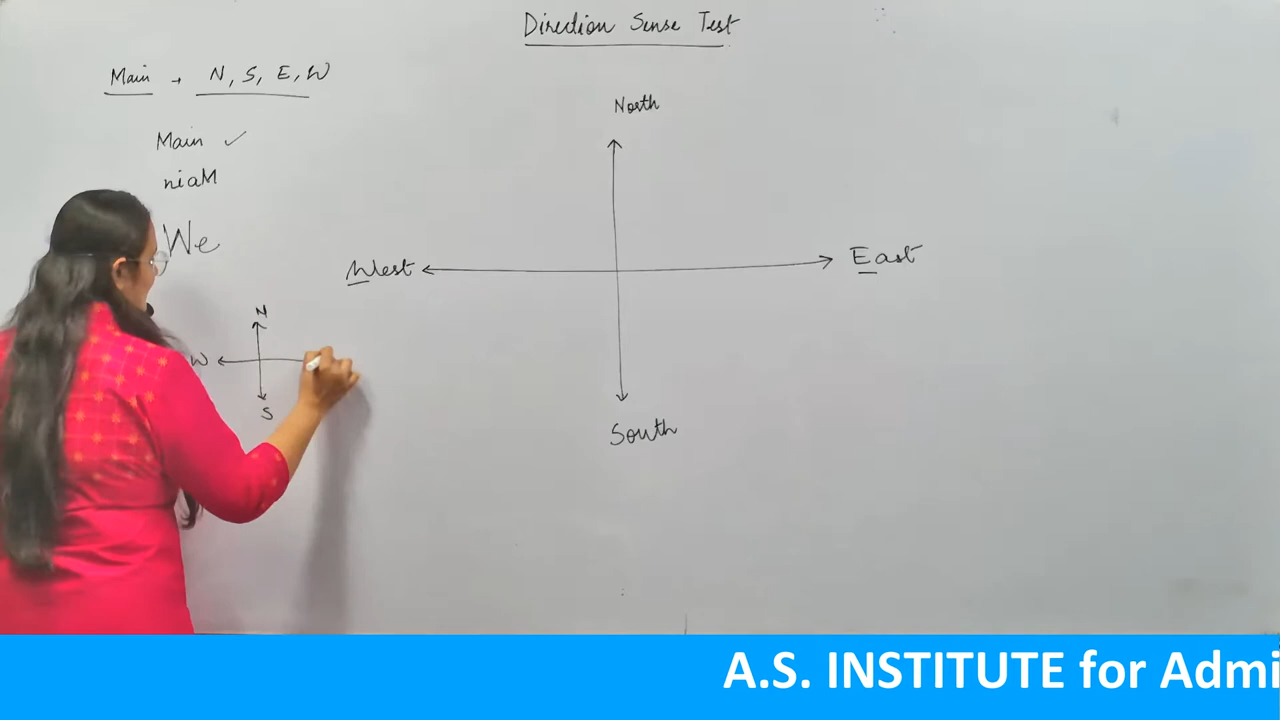 Direction Sense Test
Main → N, S, E, W
Main ✓
niaM
We
North
West
East
South
N
W
S
A.S. INSTITUTE for Admi